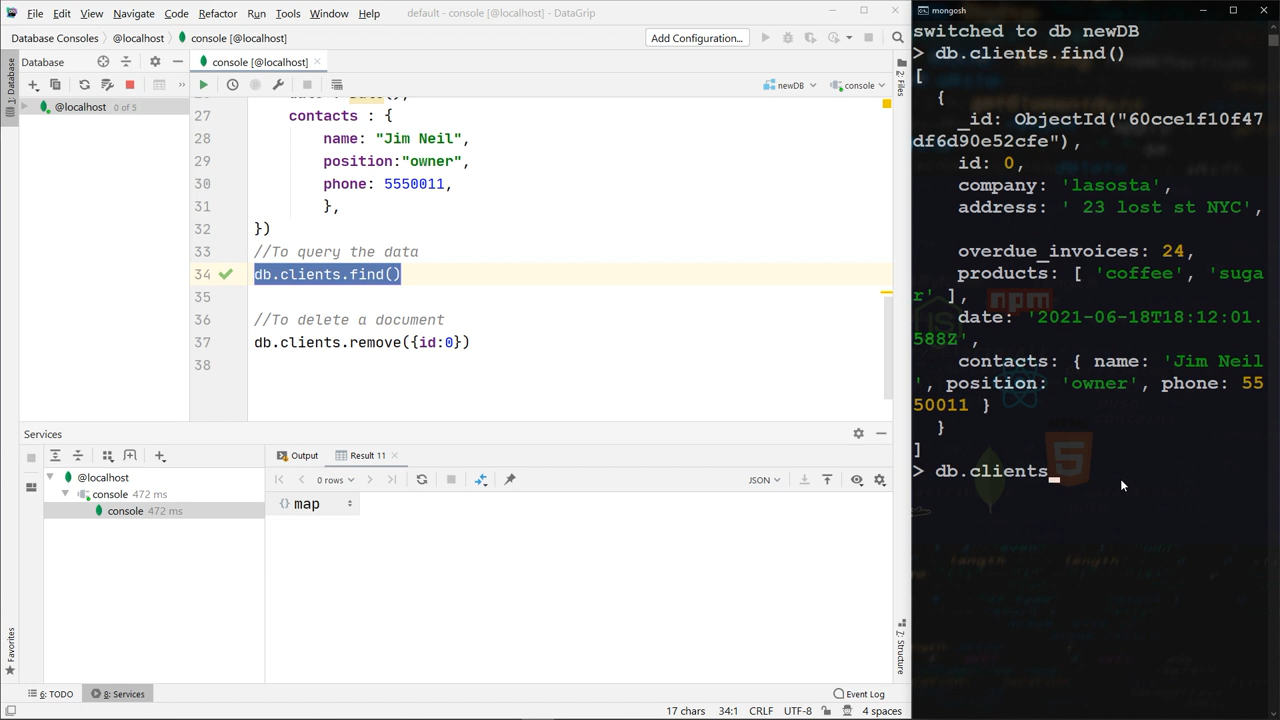 File Edit View Navigate Code Refactor Run Tools Window Help default - console [@localhost] - DataGrip
Database Consoles @localhost console [@localhost] Add Configuration...
1: Database
Database
console [@localhost]
newDB console
@localhost 0 of 5
27 contacts : {
28 name: "Jim Neil",
29 position:"owner",
30 phone: 5550011,
31 },
32 })
33 //To query the data
34 db.clients.find()
35
36 //To delete a document
37 db.clients.remove({id:0})
38
2: Files
Services
@localhost
console 472 ms
console 472 ms
Output Result 11
0 rows JSON
map
Favorites
Z: Structure
6: TODO 8: Services Event Log
17 chars 34:1 CRLF UTF-8 4 spaces
mongosh
switched to db newDB
> db.clients.find()
[
{
_id: ObjectId("60cce1f10f47
df6d90e52cfe"),
id: 0,
company: 'lasosta',
address: ' 23 lost st NYC',
overdue_invoices: 24,
products: [ 'coffee', 'suga
r' ],
date: '2021-06-18T18:12:01.
588Z',
contacts: { name: 'Jim Neil
', position: 'owner', phone: 55
50011 }
}
]
> db.clients
npm